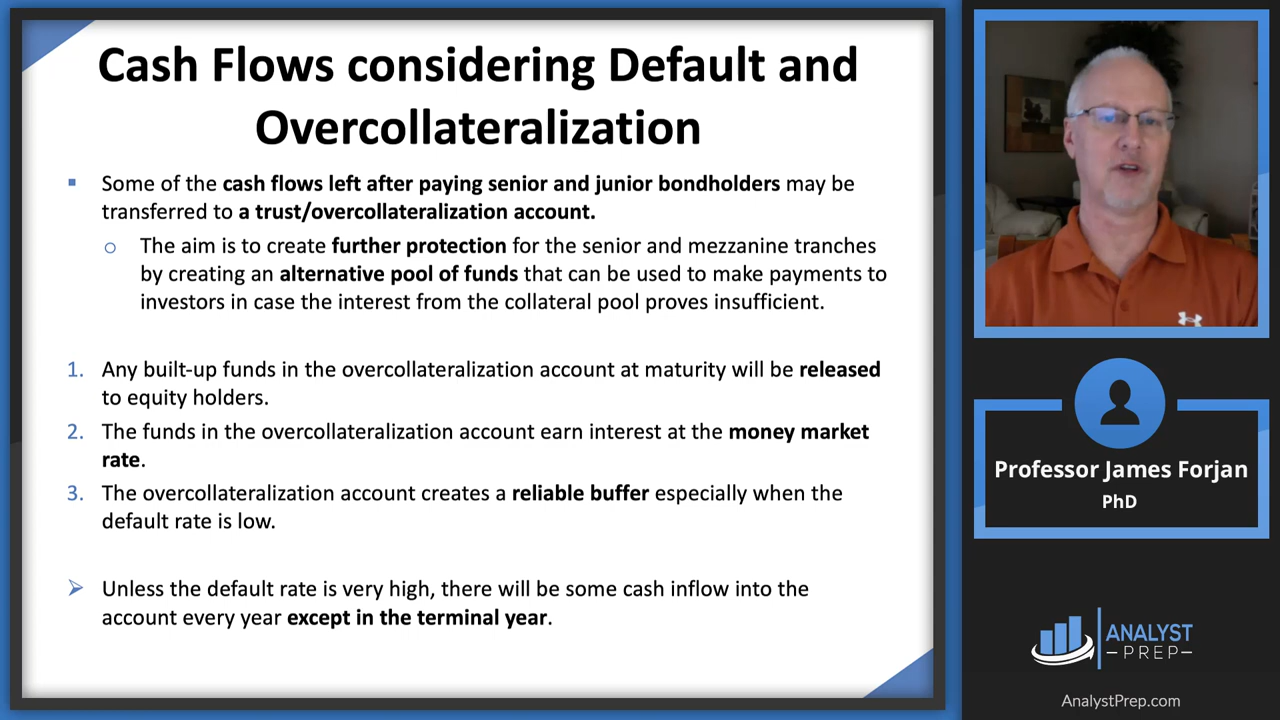 Cash Flows considering Default and
Overcollateralization
▪ Some of the cash flows left after paying senior and junior bondholders may be
transferred to a trust/overcollateralization account.
o The aim is to create further protection for the senior and mezzanine tranches
by creating an alternative pool of funds that can be used to make payments to
investors in case the interest from the collateral pool proves insufficient.
1. Any built-up funds in the overcollateralization account at maturity will be released
to equity holders.
2. The funds in the overcollateralization account earn interest at the money market
rate.
3. The overcollateralization account creates a reliable buffer especially when the
default rate is low.
➢ Unless the default rate is very high, there will be some cash inflow into the
account every year except in the terminal year.
Professor James Forjan
PhD
ANALYST
–PREP–
AnalystPrep.com